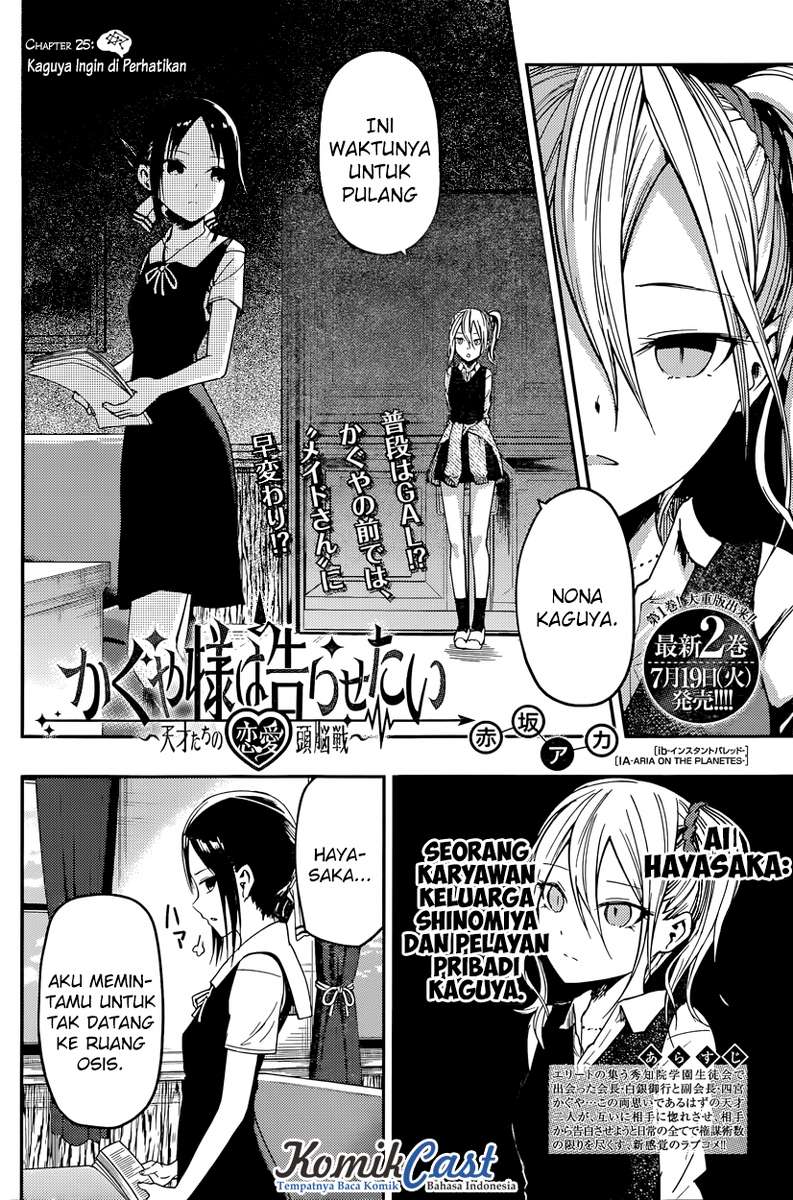 CHAPTER 25:
Kaguya Ingin di Perhatikan
INI
WAKTUNYA
UNTUK
PULANG
NONA
KAGUYA.
普段はGAL!?
かぐやの前では、
“メイドさん”に
早変わり!?
第1巻!大重版出来!!
最新2巻
7月19日(火)
発売!!!!
かぐや様は告らせたい
～天才たちの恋愛頭脳戦～
赤坂アカ
[ib-インスタントバレット-]
[IA-ARIA ON THE PLANETES-]
AI
HAYASAKA:
SEORANG
KARYAWAN
KELUARGA
SHINOMIYA
DAN PELAYAN
PRIBADI
KAGUYA.
HAYA-
SAKA...
ハァ
AKU MEMIN-
TAMU UNTUK
TAK DATANG
KE RUANG
OSIS.
あらすじ
エリートの集う秀知院学園生徒会で
出会った会長・白銀御行と副会長・四宮
かぐや…この両思いであるはずの天才
二人が、互いに相手に惚れさせ、相手
から告白させようと日常の全てで権謀術数
の限りを尽くす、新感覚のラブコメ!!
KomikCast
Tempatnya Baca Komik Bahasa Indonesia